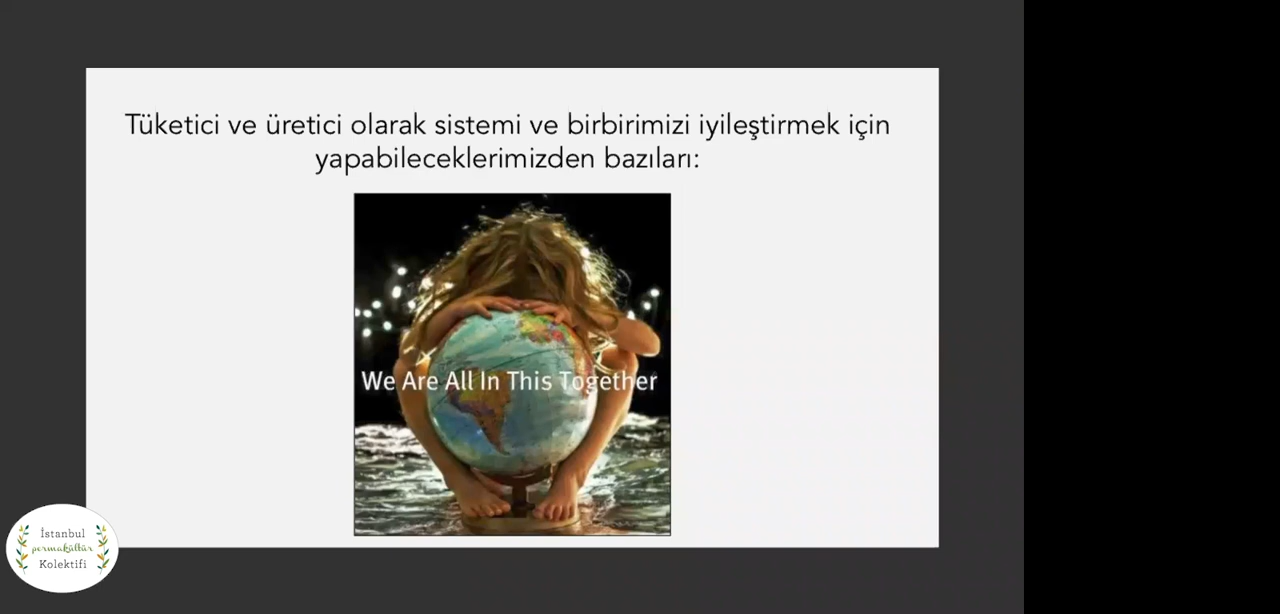 Tüketici ve üretici olarak sistemi ve birbirimizi iyileştirmek için
yapabileceklerimizden bazıları:
We Are All In This Together
İstanbul
permakültür
Kolektifi